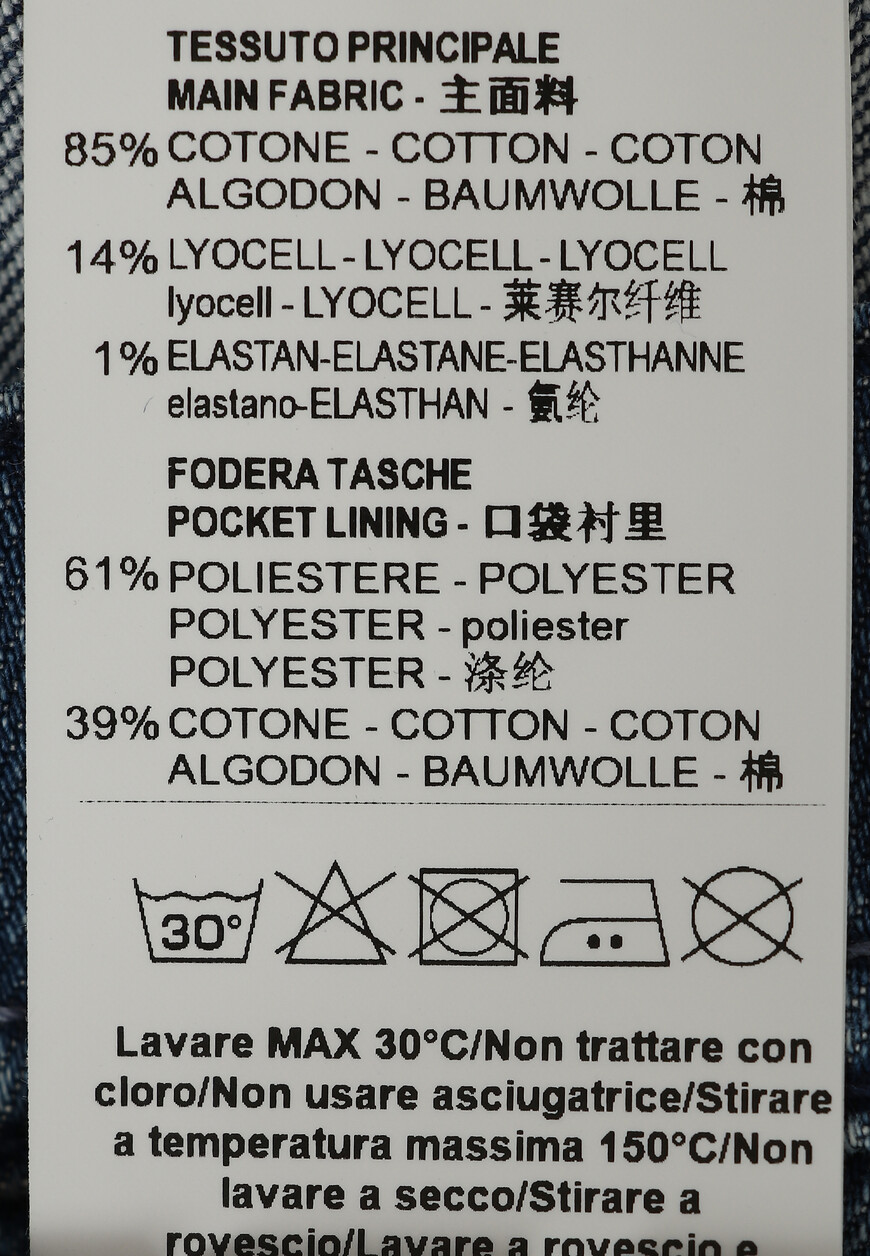 TESSUTO PRINCIPALE
MAIN FABRIC - 主面料
85% COTONE - COTTON - COTON
ALGODON - BAUMWOLLE - 棉
14% LYOCELL - LYOCELL - LYOCELL
lyocell - LYOCELL - 莱赛尔纤维
1% ELASTAN-ELASTANE-ELASTHANNE
elastano-ELASTHAN - 氨纶
FODERA TASCHE
POCKET LINING - 口袋衬里
61% POLIESTERE - POLYESTER
POLYESTER - poliester
POLYESTER - 涤纶
39% COTONE - COTTON - COTON
ALGODON - BAUMWOLLE - 棉
30°
Lavare MAX 30°C/Non trattare con
cloro/Non usare asciugatrice/Stirare
a temperatura massima 150°C/Non
lavare a secco/Stirare a
rovescio/Lavare a rovescio e